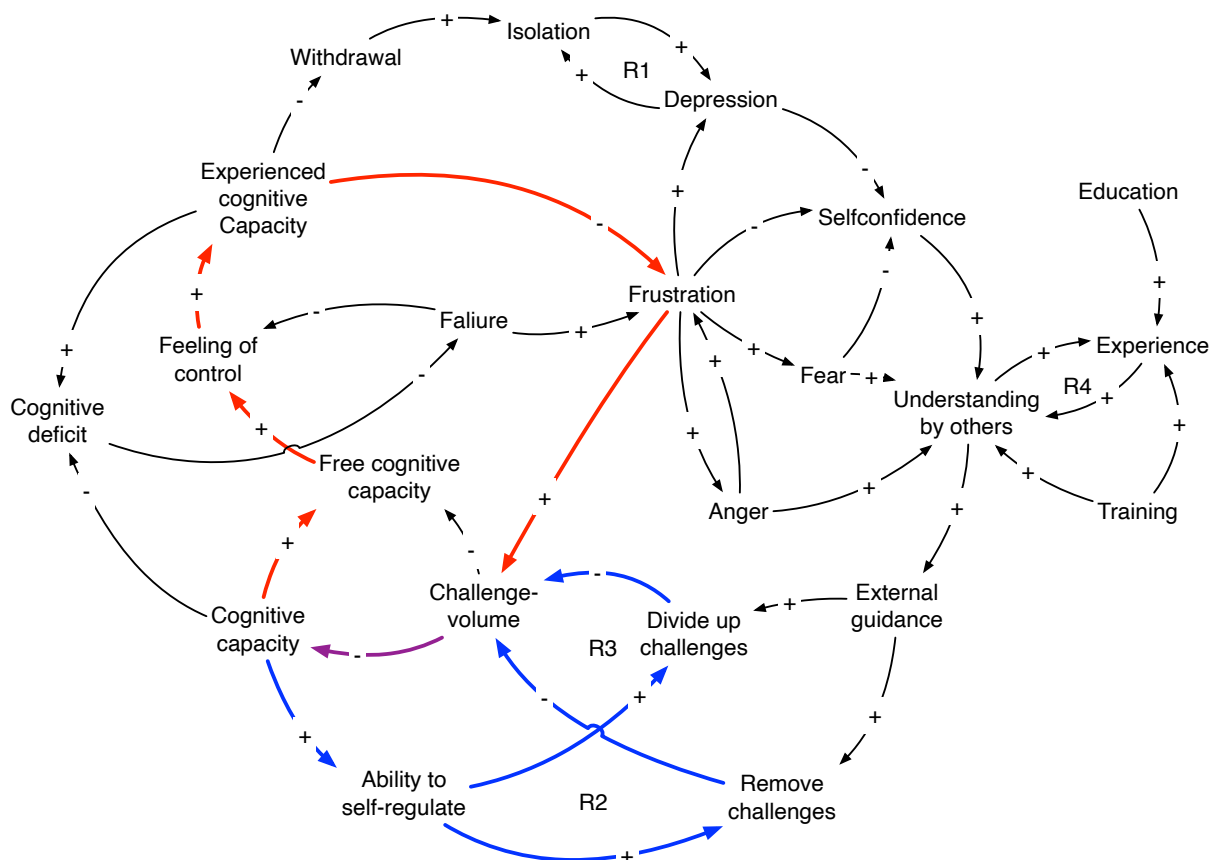 Isolation
Withdrawal
R1
Depression
Experienced
cognitive
Capacity
Selfconfidence
Education
Frustration
Faliure
Feeling of
control
Experience
Fear
R4
Understanding
by others
Cognitive
deficit
Free cognitive
capacity
Anger
Training
Challenge-
volume
Cognitive
capacity
Divide up
challenges
External
guidance
R3
Ability to
self-regulate
R2
Remove
challenges
+
+
+
-
+
-
+
-
-
-
+
+
-
+
+
+
+
+
+
+
-
+
+
+
+
+
+
-
+
+
-
+
-
+
-
+
-
+
+
+